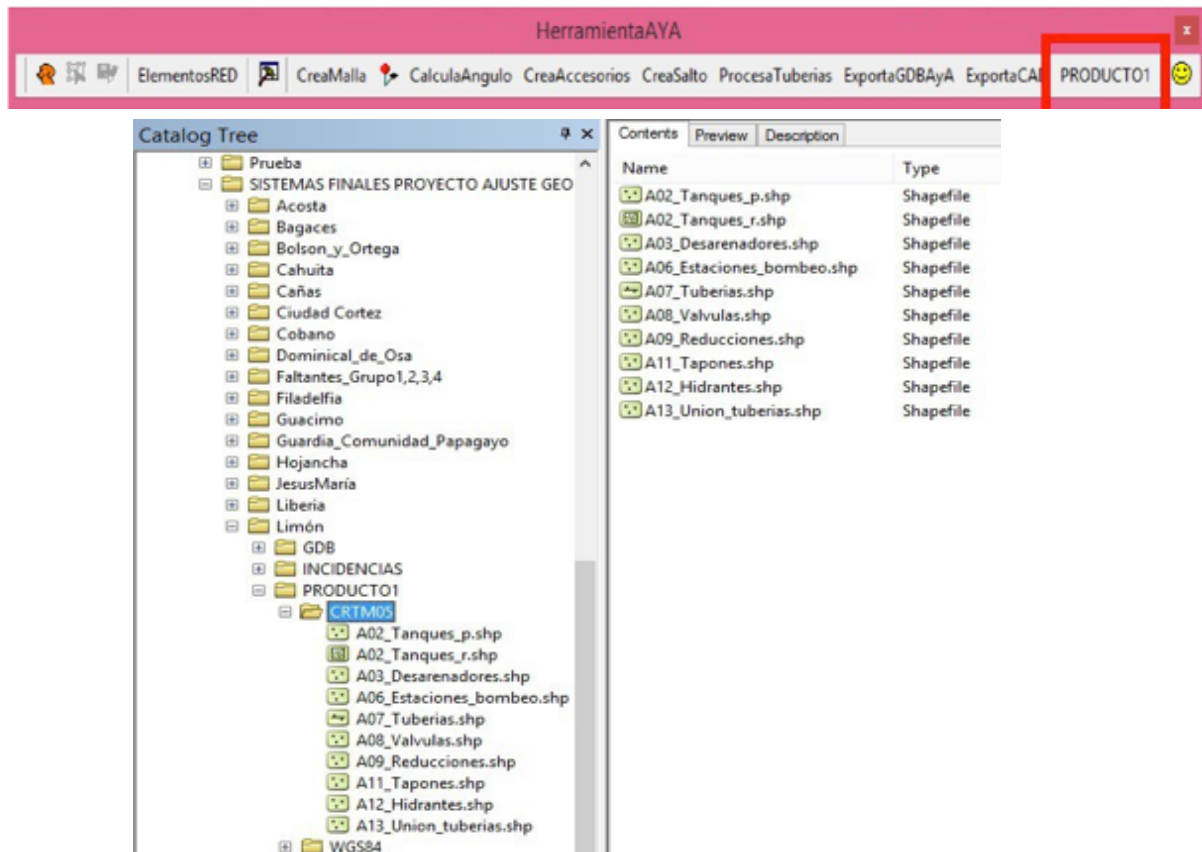 HerramientaAYA
x
ElementosRED CreaMalla CalculaAngulo CreaAccesorios CreaSalto ProcesaTuberias ExportaGDBAyA ExportaCAD PRODUCTO1
Catalog Tree
Prueba
SISTEMAS FINALES PROYECTO AJUSTE GEO
Acosta
Bagaces
Bolson_y_Ortega
Cahuita
Cañas
Ciudad Cortez
Cobano
Dominical_de_Osa
Faltantes_Grupo1,2,3,4
Filadelfia
Guacimo
Guardia_Comunidad_Papagayo
Hojancha
JesusMaría
Liberia
Limón
GDB
INCIDENCIAS
PRODUCTO1
CRTM05
A02_Tanques_p.shp
A02_Tanques_r.shp
A03_Desarenadores.shp
A06_Estaciones_bombeo.shp
A07_Tuberias.shp
A08_Valvulas.shp
A09_Reducciones.shp
A11_Tapones.shp
A12_Hidrantes.shp
A13_Union_tuberias.shp
WGS84
Contents Preview Description
Name Type
A02_Tanques_p.shp Shapefile
A02_Tanques_r.shp Shapefile
A03_Desarenadores.shp Shapefile
A06_Estaciones_bombeo.shp Shapefile
A07_Tuberias.shp Shapefile
A08_Valvulas.shp Shapefile
A09_Reducciones.shp Shapefile
A11_Tapones.shp Shapefile
A12_Hidrantes.shp Shapefile
A13_Union_tuberias.shp Shapefile